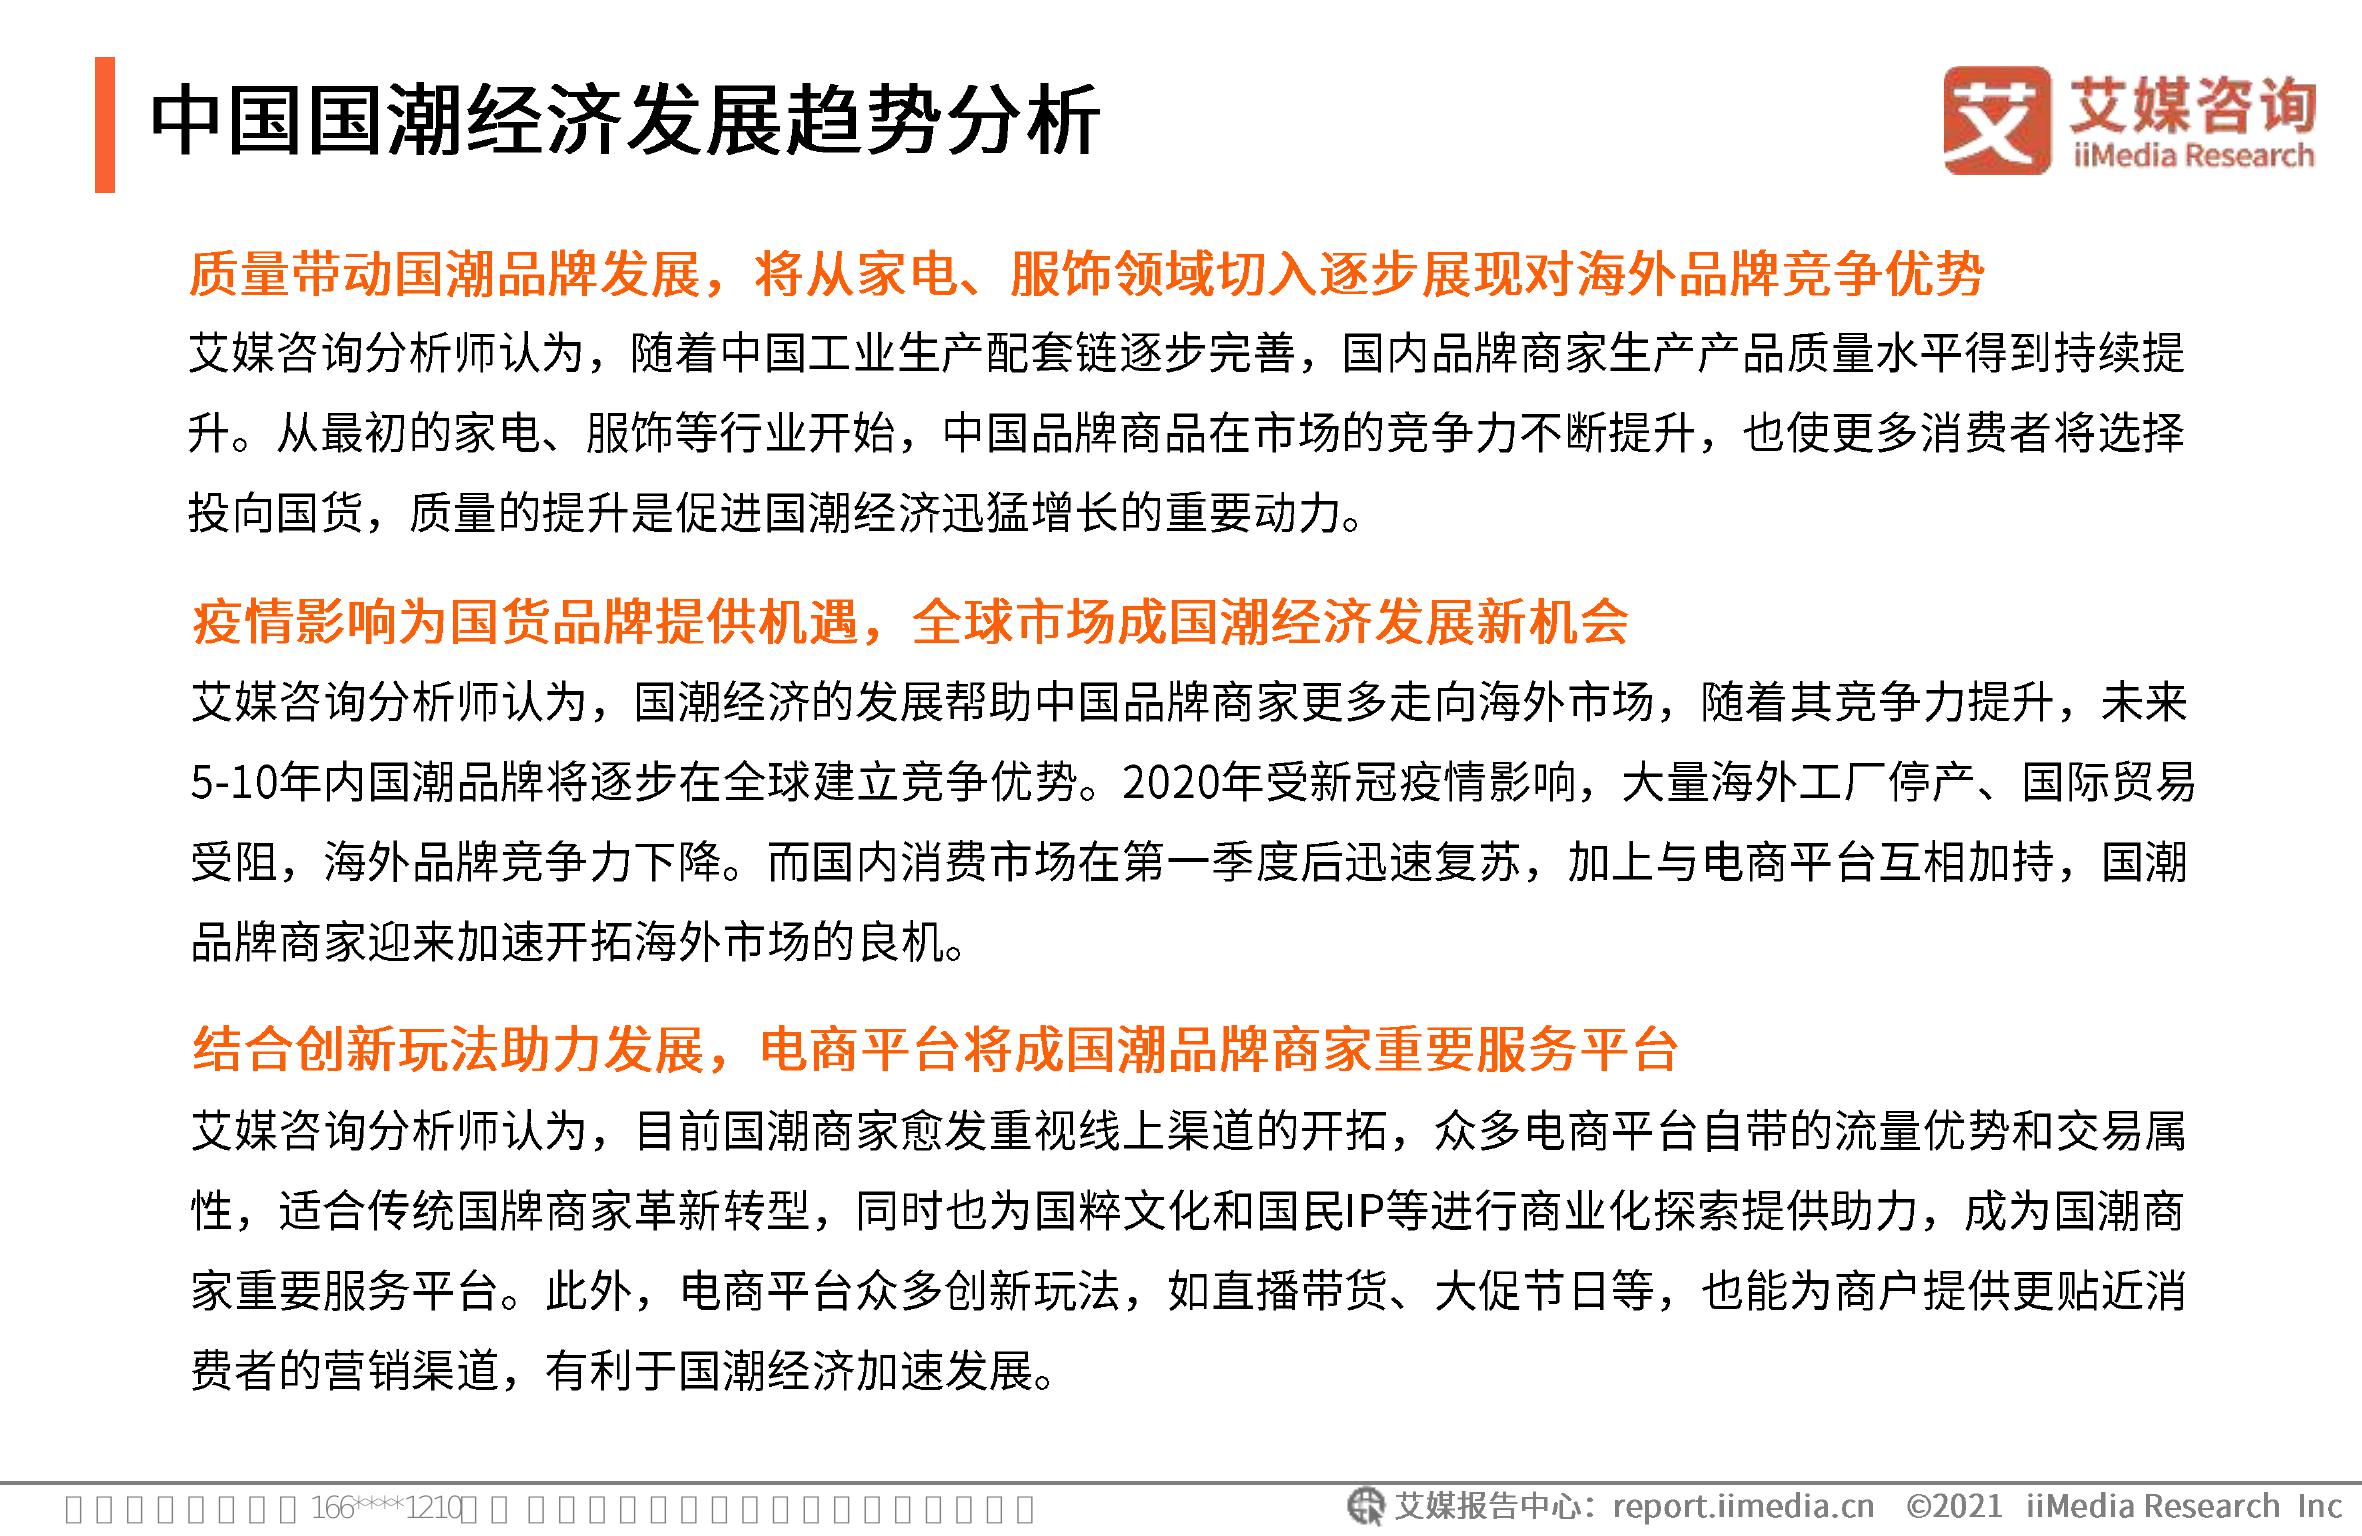 中国国潮经济发展趋势分析
艾 艾媒咨询
iiMedia Research
质量带动国潮品牌发展，将从家电、服饰领域切入逐步展现对海外品牌竞争优势
艾媒咨询分析师认为，随着中国工业生产配套链逐步完善，国内品牌商家生产产品质量水平得到持续提
升。从最初的家电、服饰等行业开始，中国品牌商品在市场的竞争力不断提升，也使更多消费者将选择
投向国货，质量的提升是促进国潮经济迅猛增长的重要动力。
疫情影响为国货品牌提供机遇，全球市场成国潮经济发展新机会
艾媒咨询分析师认为，国潮经济的发展帮助中国品牌商家更多走向海外市场，随着其竞争力提升，未来
5-10年内国潮品牌将逐步在全球建立竞争优势。2020年受新冠疫情影响，大量海外工厂停产、国际贸易
受阻，海外品牌竞争力下降。而国内消费市场在第一季度后迅速复苏，加上与电商平台互相加持，国潮
品牌商家迎来加速开拓海外市场的良机。
结合创新玩法助力发展，电商平台将成国潮品牌商家重要服务平台
艾媒咨询分析师认为，目前国潮商家愈发重视线上渠道的开拓，众多电商平台自带的流量优势和交易属
性，适合传统国牌商家革新转型，同时也为国粹文化和国民IP等进行商业化探索提供助力，成为国潮商
家重要服务平台。此外，电商平台众多创新玩法，如直播带货、大促节日等，也能为商户提供更贴近消
费者的营销渠道，有利于国潮经济加速发展。
166****1210
艾媒报告中心：report.iimedia.cn ©2021 iiMedia Research Inc